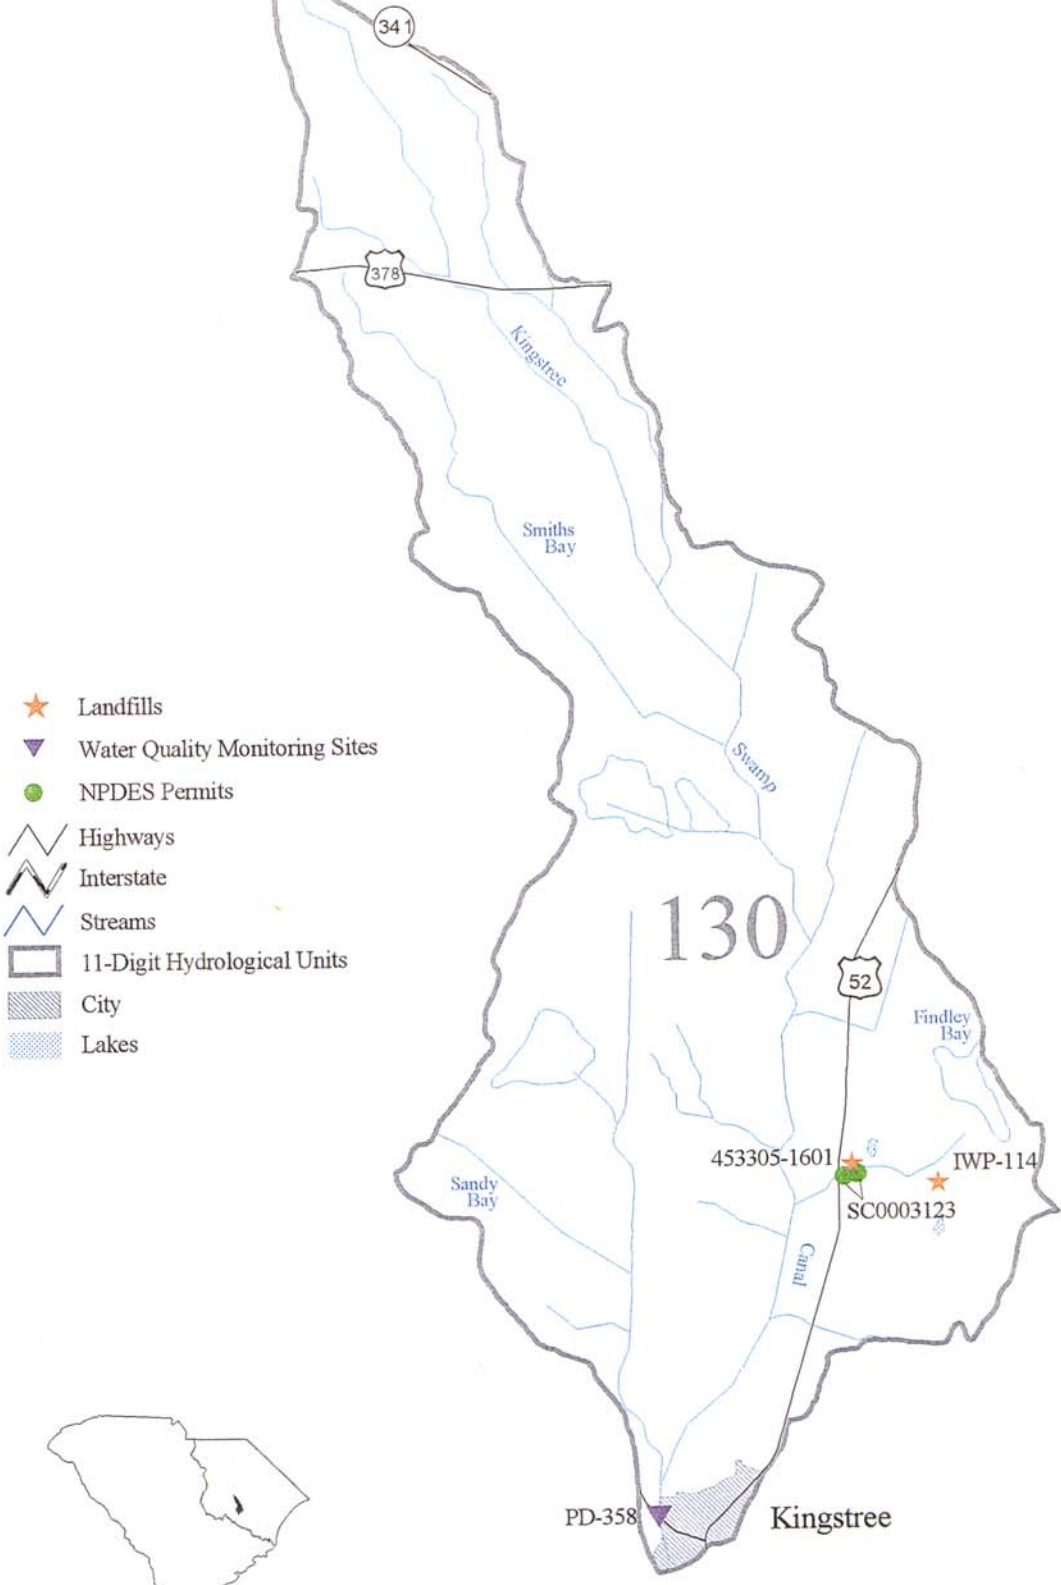 341
378
Kingstree
Smiths
Bay
Swamp
Landfills
Water Quality Monitoring Sites
NPDES Permits
Highways
Interstate
Streams
11-Digit Hydrological Units
City
Lakes
130
52
Findley
Bay
453305-1601
IWP-114
SC0003123
Sandy
Bay
Canal
PD-358
Kingstree